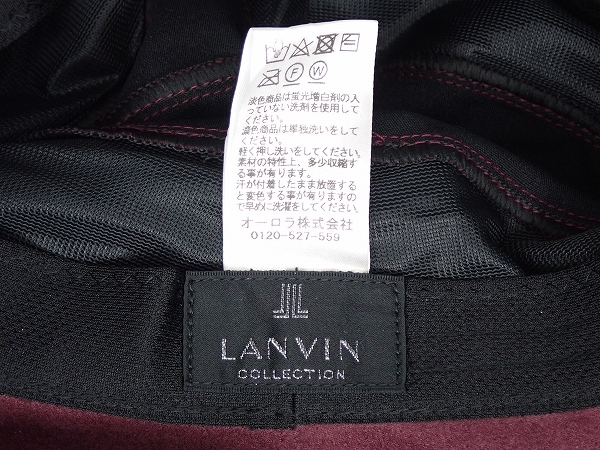 淡色商品は蛍光増白剤の入
っていない洗剤を使用して
ください。
濃色商品は単独洗いをして
ください。
軽く押し洗いをしてください。
素材の特性上、多少収縮す
る事が有ります。
汗が付着したまま放置する
と変色する事が有りますの
で早めに洗濯をしてください。
オーロラ株式会社
0120-527-559
LANVIN
COLLECTION